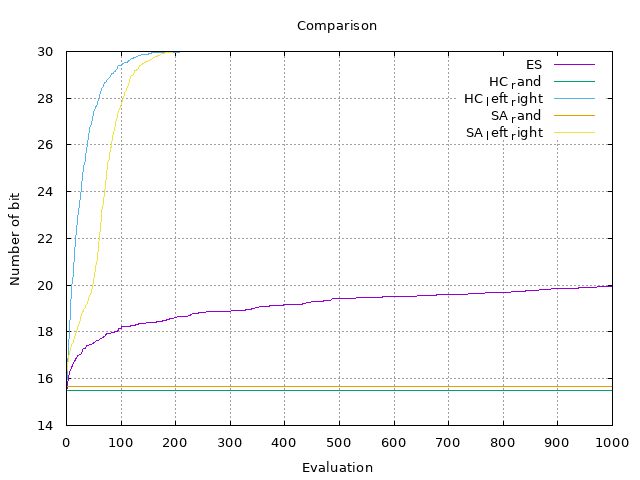 Comparison
30
28
26
24
22
20
18
16
14
Number of bit
ES
HC_rand
HC_left_right
SA_rand
SA_left_right
0 100 200 300 400 500 600 700 800 900 1000
Evaluation